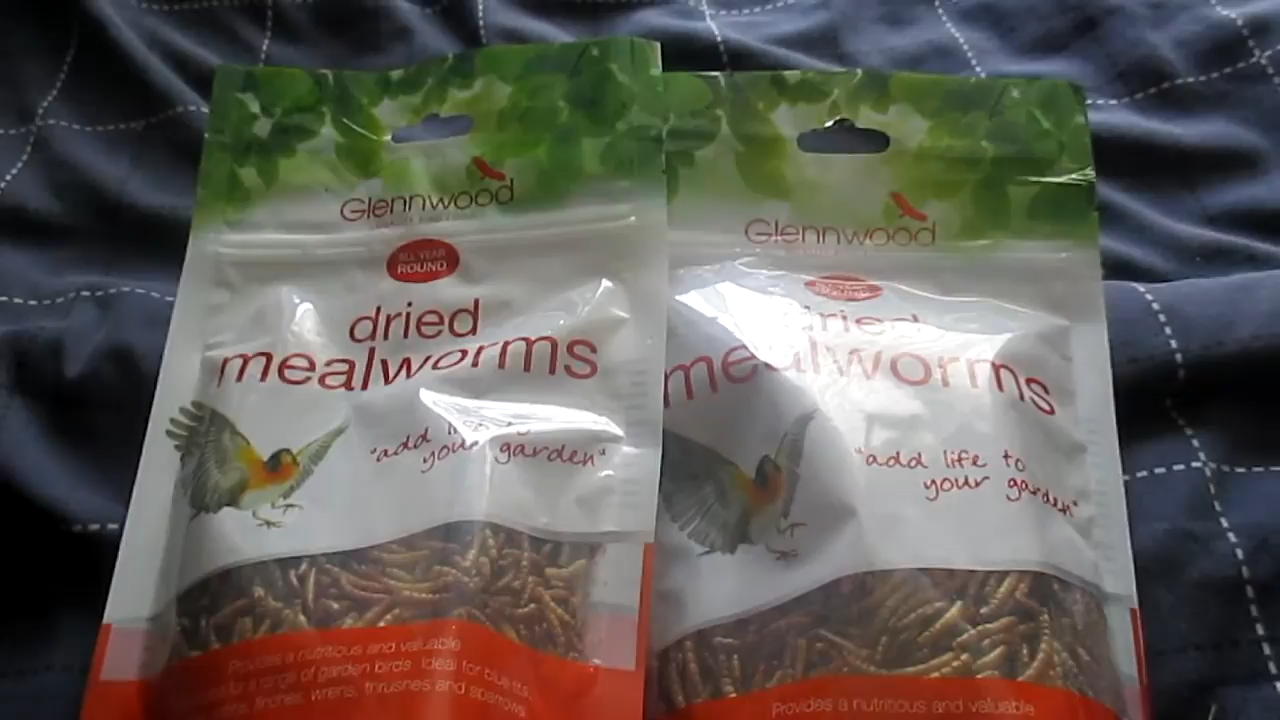 Glennwood
ALL YEAR
ROUND
dried
mealworms
"add
your garden"
Provides a nutritious and valuable
for a range of garden birds. Ideal for blue tits,
finches, wrens, thrushes and sparrows
Glennwood
dried
mealworms
"add life to
your garden"
Provides a nutritious and valuable